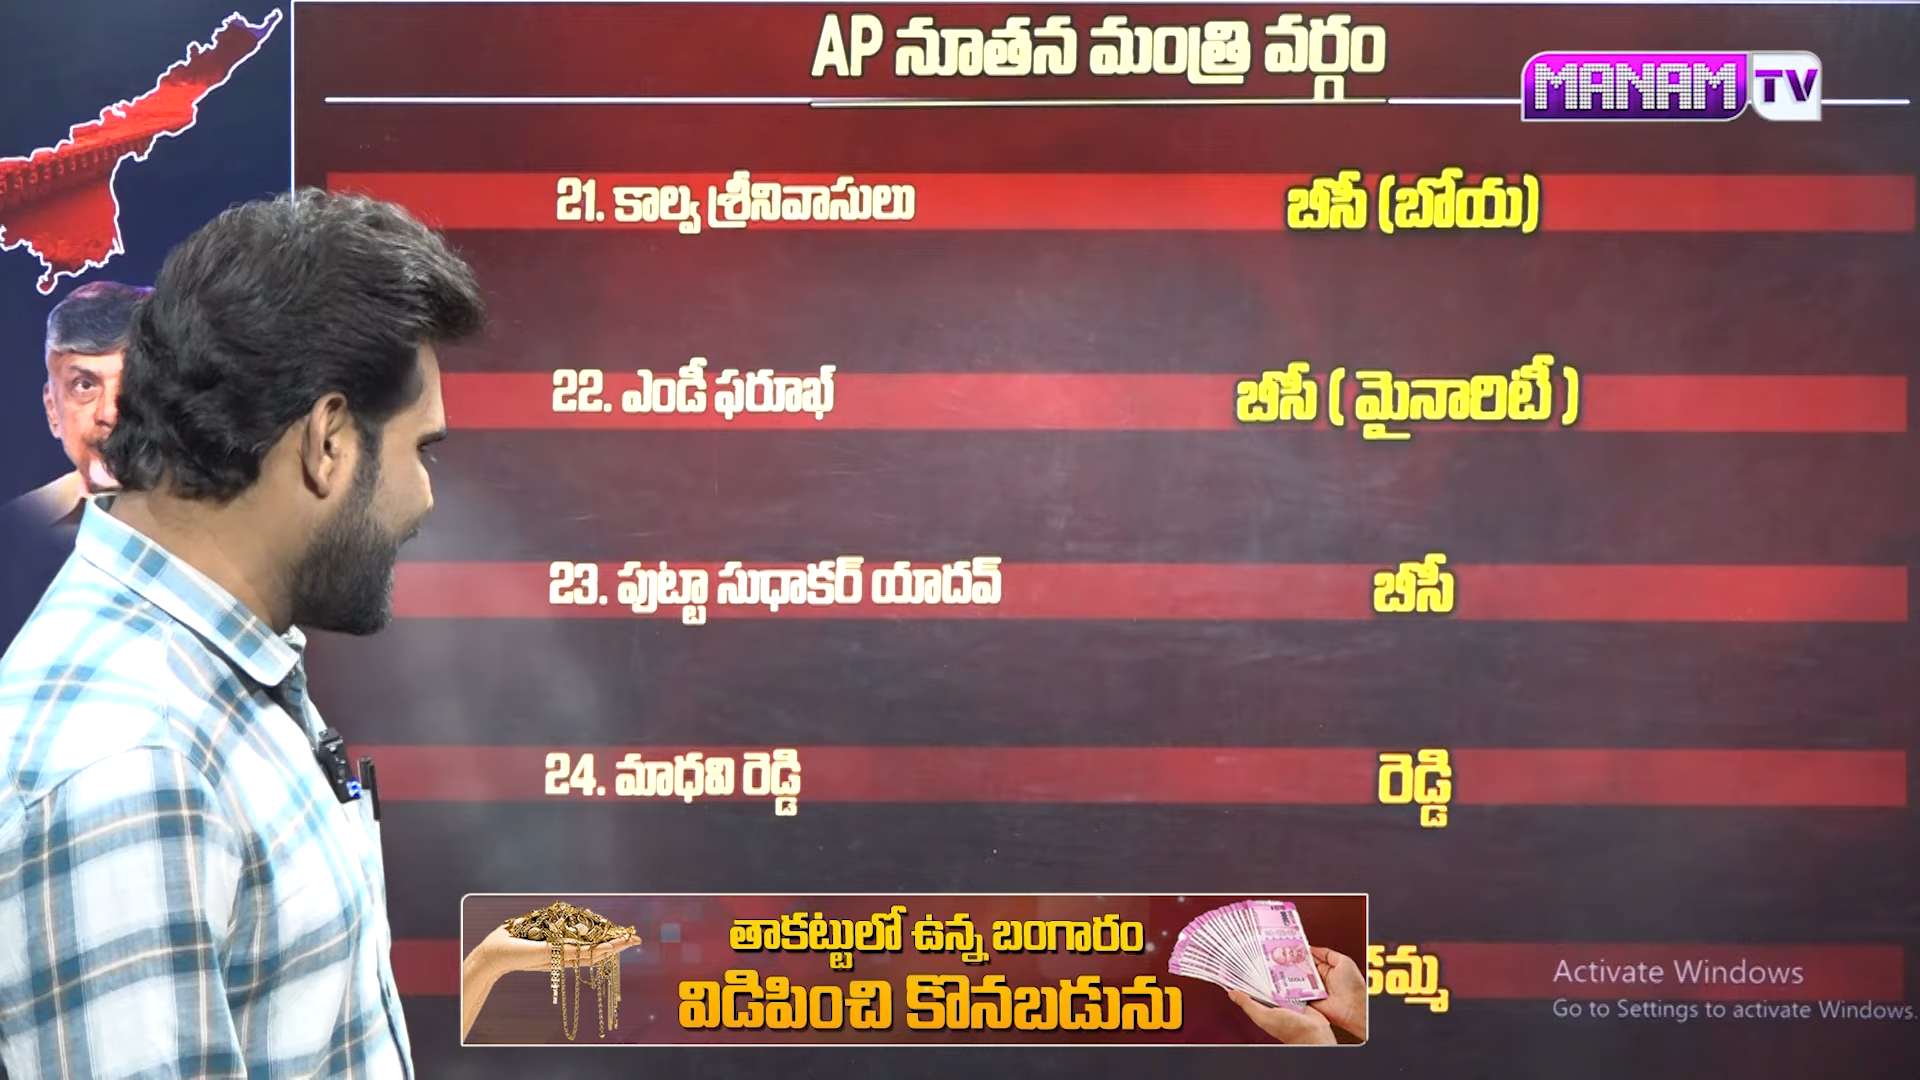 AP నూతన మంత్రి వర్గం
MANAM TV
21. కాల్వ శ్రీనివాసులు బీసీ (బోయ)
22. ఎండీ ఫరూఖ్ బీసీ ( మైనారిటీ )
23. పుట్టా సుధాకర్ యాదవ్ బీసీ
24. మాధవి రెడ్డి రెడ్డి
కమ్మ
తాకట్టులో ఉన్న బంగారం
విడిపించి కొనబడును
Activate Windows
Go to Settings to activate Windows.